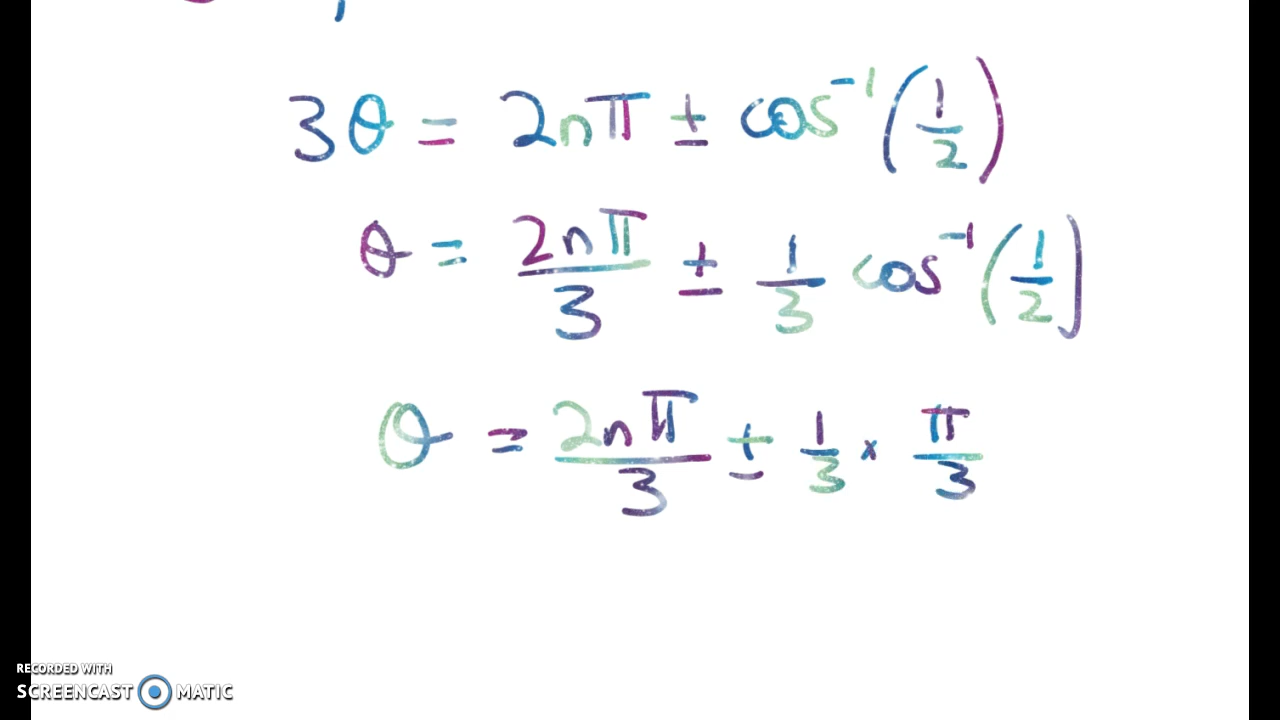 3θ = 2nπ ± cos⁻¹(1/2)
θ = 2nπ/3 ± 1/3 cos⁻¹(1/2)
θ = 2nπ/3 ± 1/3 × π/3
RECORDED WITH
SCREENCAST MATIC